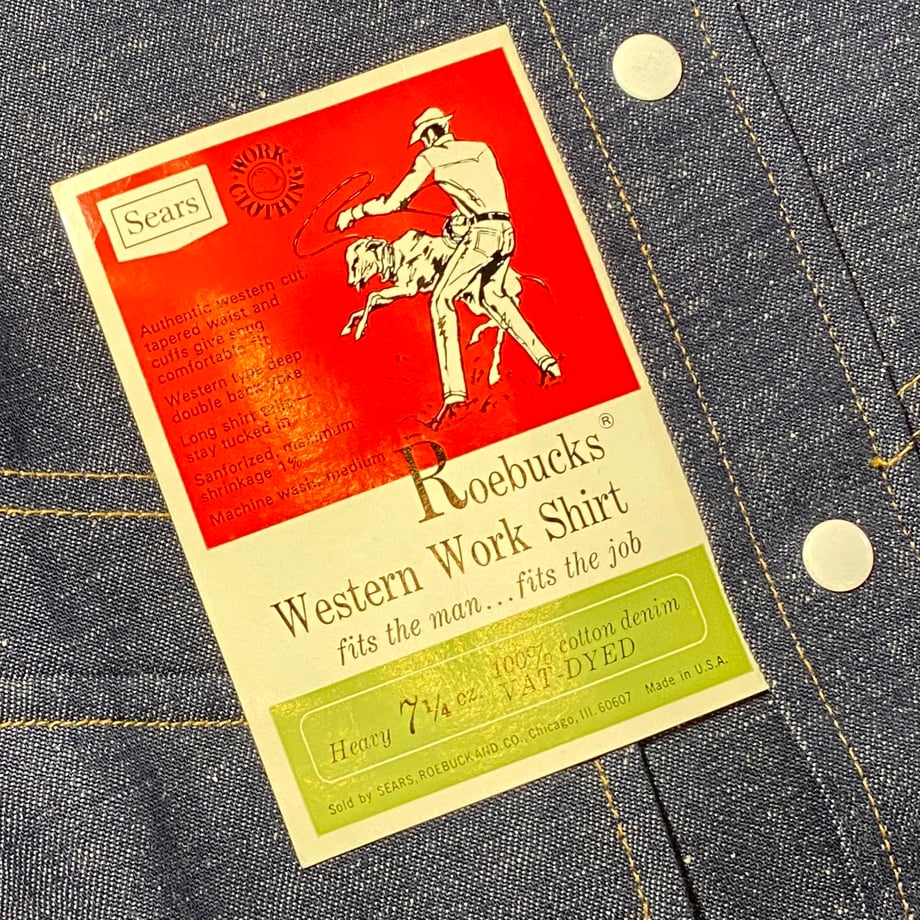 Sears
WORK
CLOTHING
Authentic western cut,
tapered waist and
cuffs give snug
comfortable fit
Western type deep
double back yoke
Long shirt tails—
stay tucked in
Sanforized, maximum
shrinkage 1%
Machine wash, medium
Roebucks®
Western Work Shirt
fits the man...fits the job
Heavy 7¼ oz. 100% cotton denim
VAT-DYED
Sold by SEARS, ROEBUCK AND CO., Chicago, Ill. 60607 Made in U.S.A.